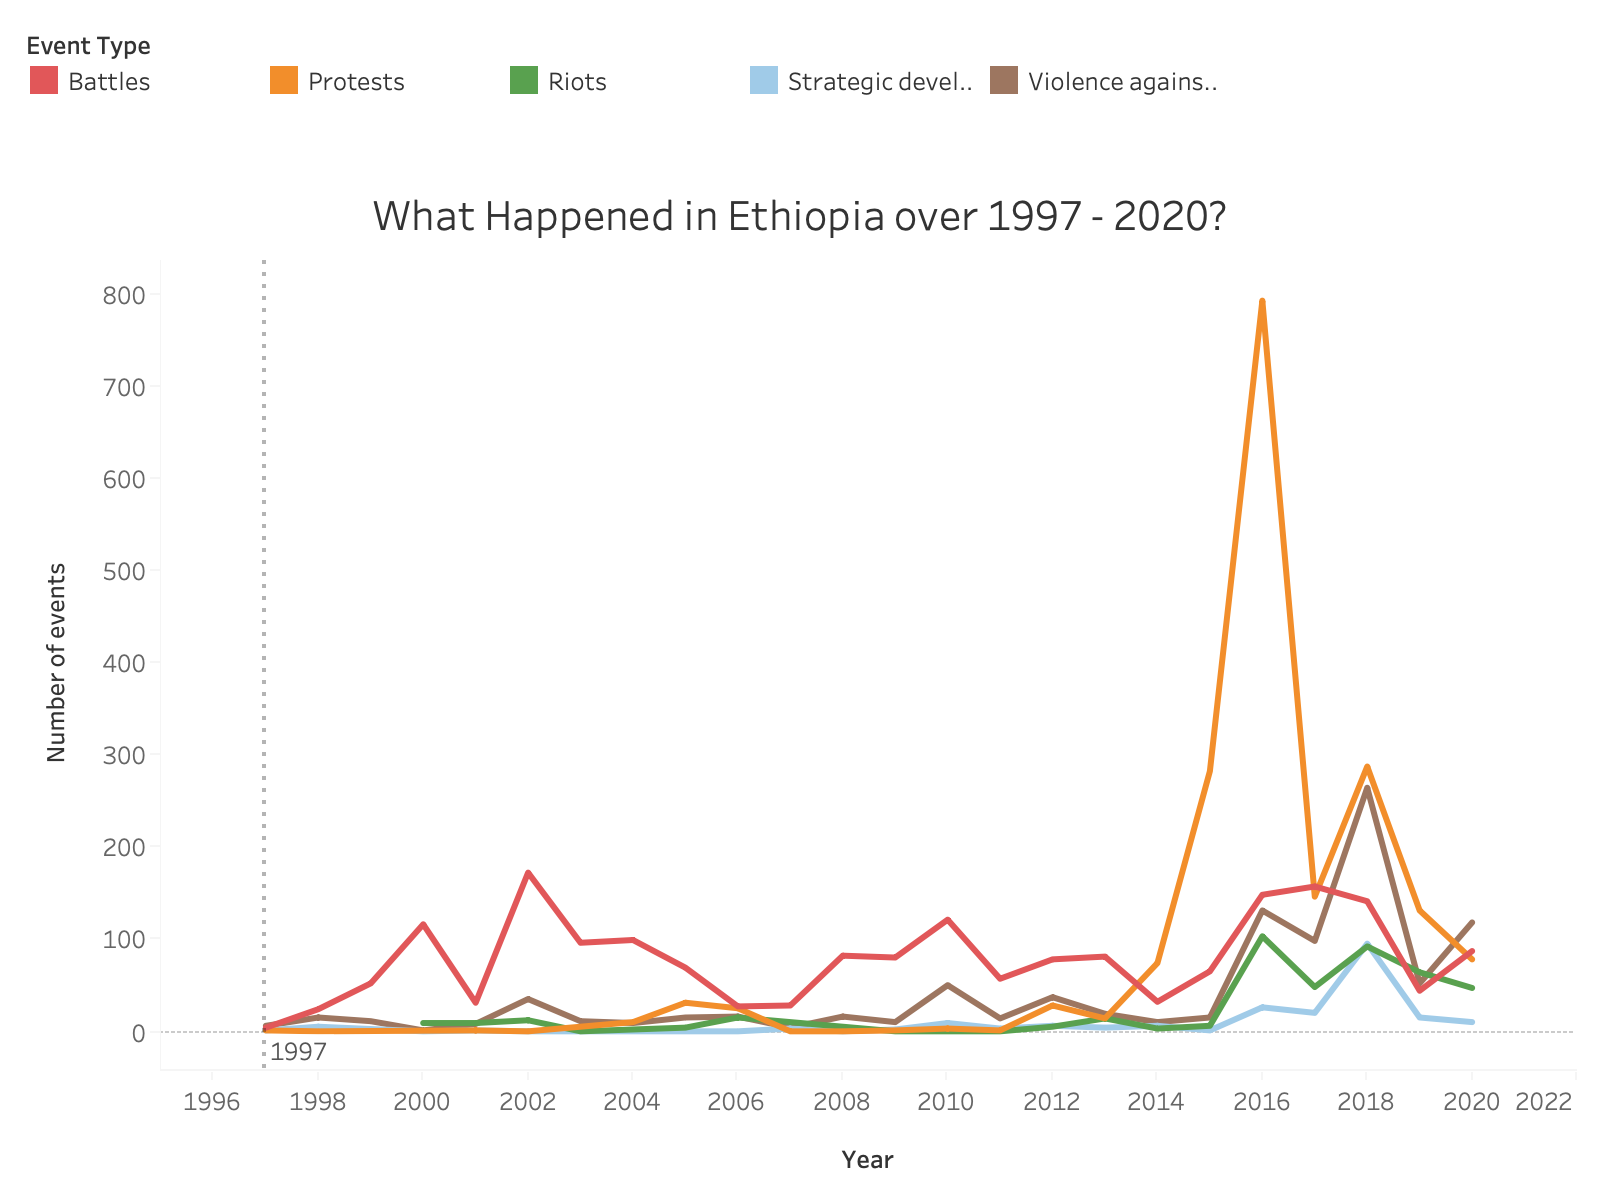 Event Type
Battles Protests Riots Strategic devel.. Violence agains..
What Happened in Ethiopia over 1997 - 2020?
800
700
600
500
400
300
200
100
0
Number of events
1997
1996 1998 2000 2002 2004 2006 2008 2010 2012 2014 2016 2018 2020 2022
Year